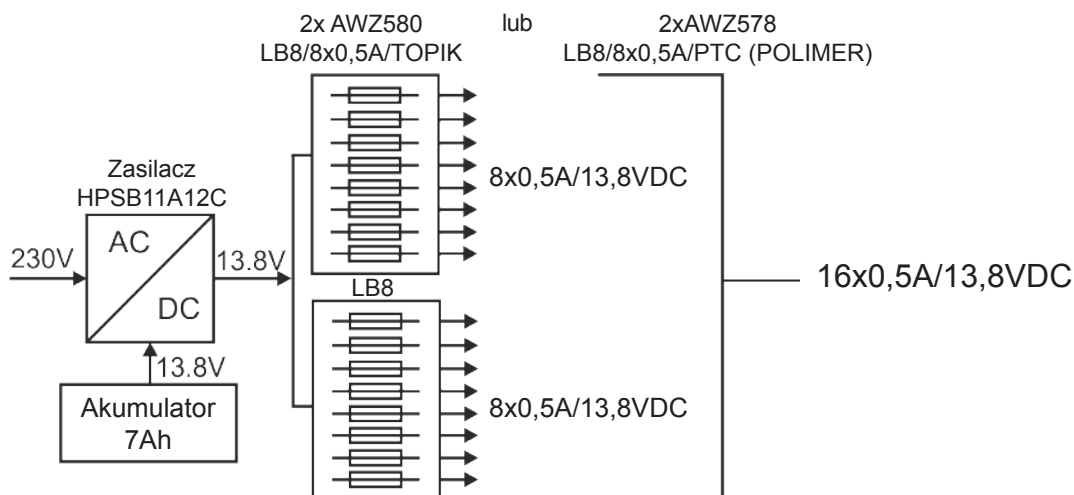 2x AWZ580 lub 2xAWZ578
LB8/8x0,5A/TOPIK LB8/8x0,5A/PTC (POLIMER)
8x0,5A/13,8VDC
Zasilacz
HPSB11A12C
AC
230V
13.8V
DC
16x0,5A/13,8VDC
LB8
13.8V
Akumulator
7Ah
8x0,5A/13,8VDC